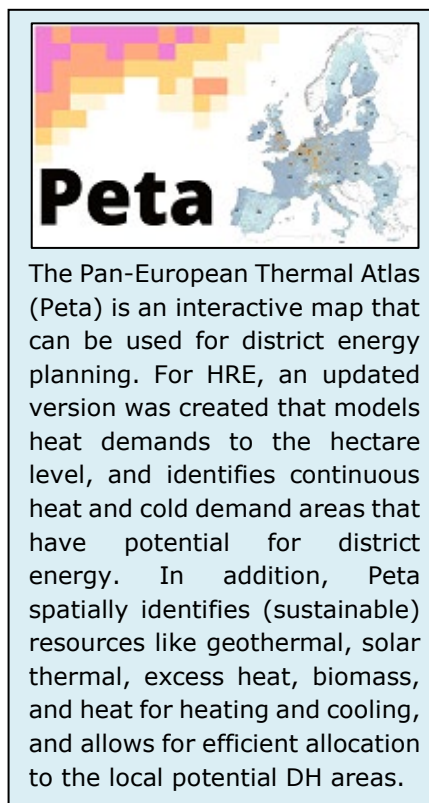 Peta
The Pan-European Thermal Atlas
(Peta) is an interactive map that
can be used for district energy
planning. For HRE, an updated
version was created that models
heat demands to the hectare
level, and identifies continuous
heat and cold demand areas that
have potential for district
energy. In addition, Peta
spatially identifies (sustainable)
resources like geothermal, solar
thermal, excess heat, biomass,
and heat for heating and cooling,
and allows for efficient allocation
to the local potential DH areas.